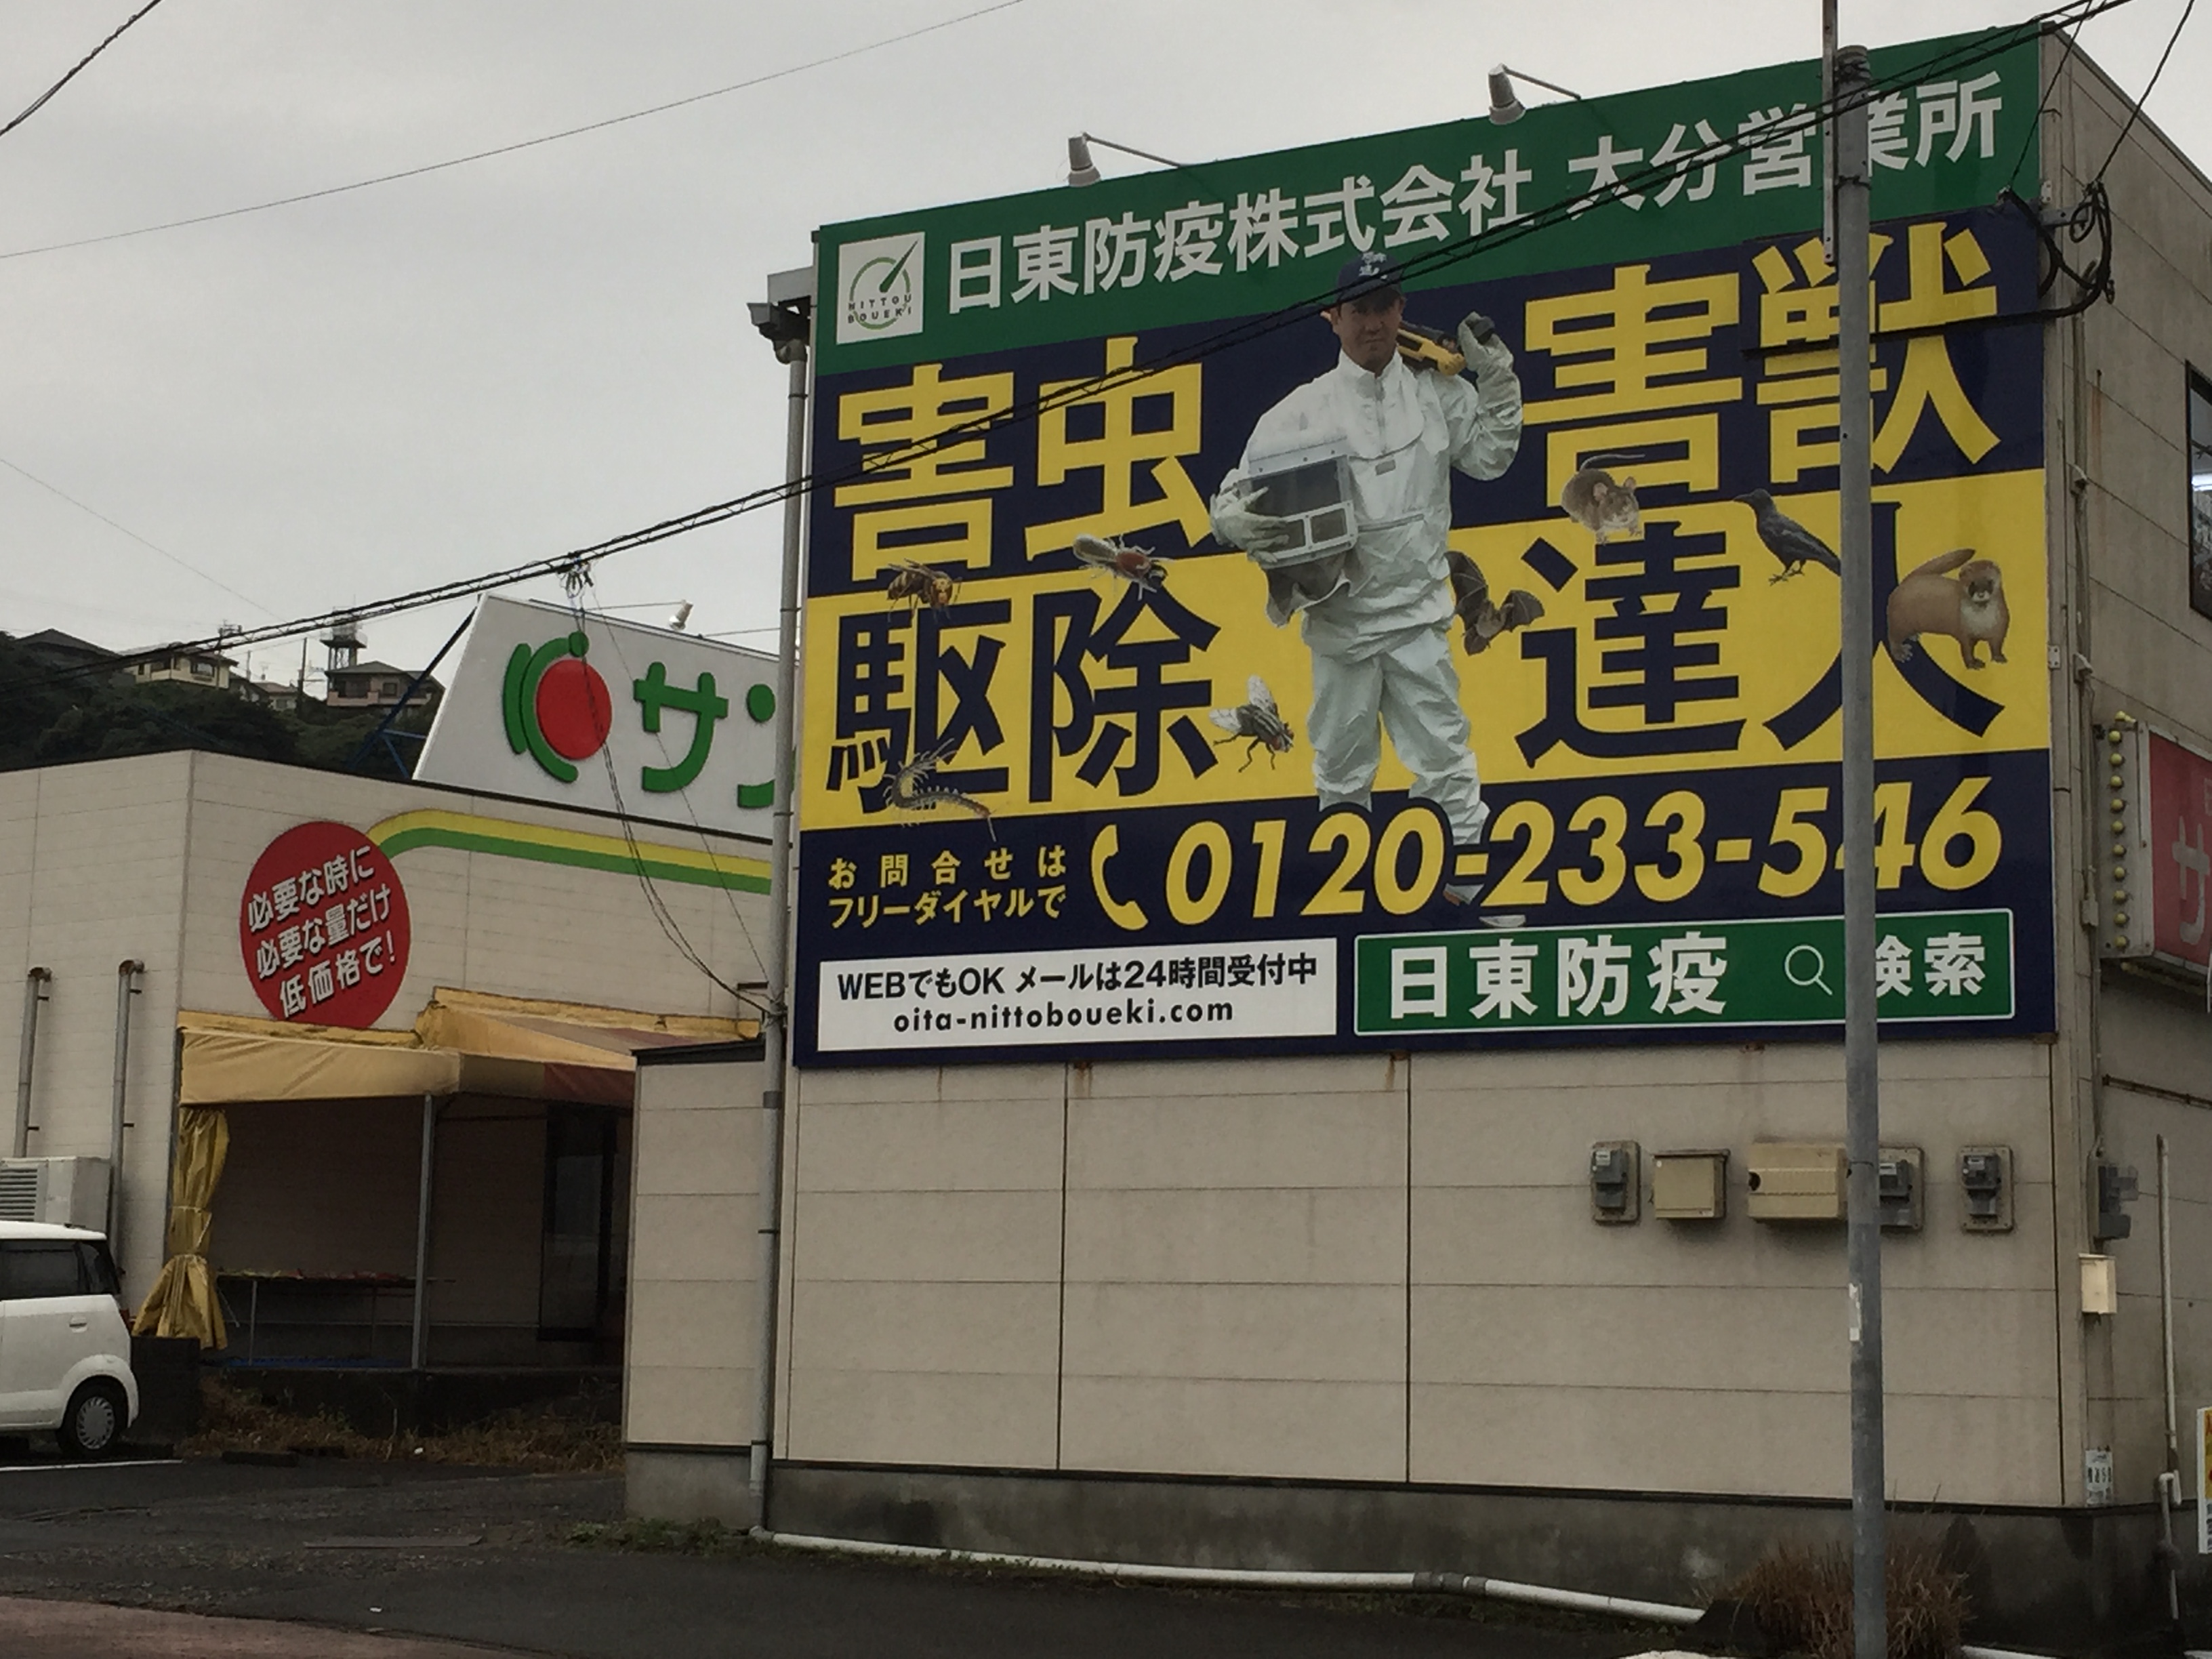 日東防疫株式会社 大分営業所
NITTOU
BOUEKI
害虫 害獣
駆除 達人
お問合せは
フリーダイヤルで
0120-233-546
WEBでもOK メールは24時間受付中
oita-nittoboueki.com
日東防疫 検索
サン
必要な時に
必要な量だけ
低価格で!
サ